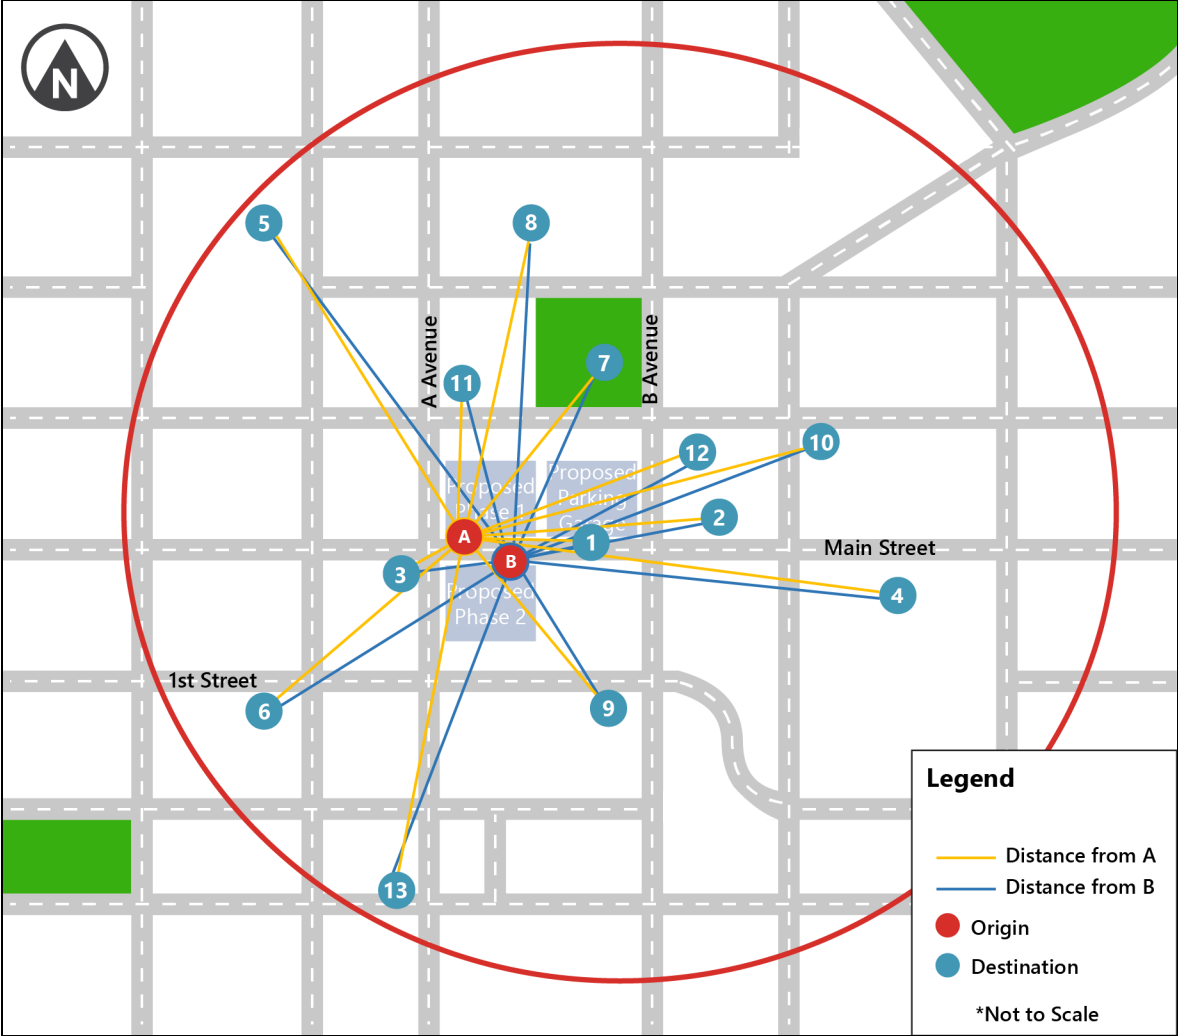 N
5
8
A Avenue
B Avenue
7
11
12
10
Proposed
Phase 1
Proposed
Parking
Garage
2
A
1
Main Street
B
3
4
Proposed
Phase 2
1st Street
6
9
13
Legend
Distance from A
Distance from B
Origin
Destination
*Not to Scale